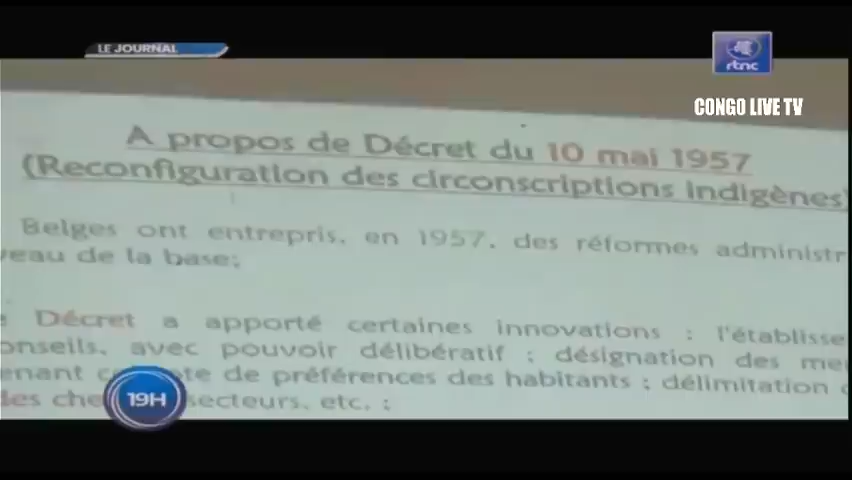 LE JOURNAL
rtnc
CONGO LIVE TV
A propos de Décret du 10 mai 1957
(Reconfiguration des circonscriptions indigènes)
Belges ont entrepris, en 1957, des réformes administr
veau de la base;
Décret a apporté certaines innovations : l'établisse
onseils, avec pouvoir délibératif ; désignation des me
enant te de préférences des habitants ; délimitation
des che secteurs, etc. ;
19H